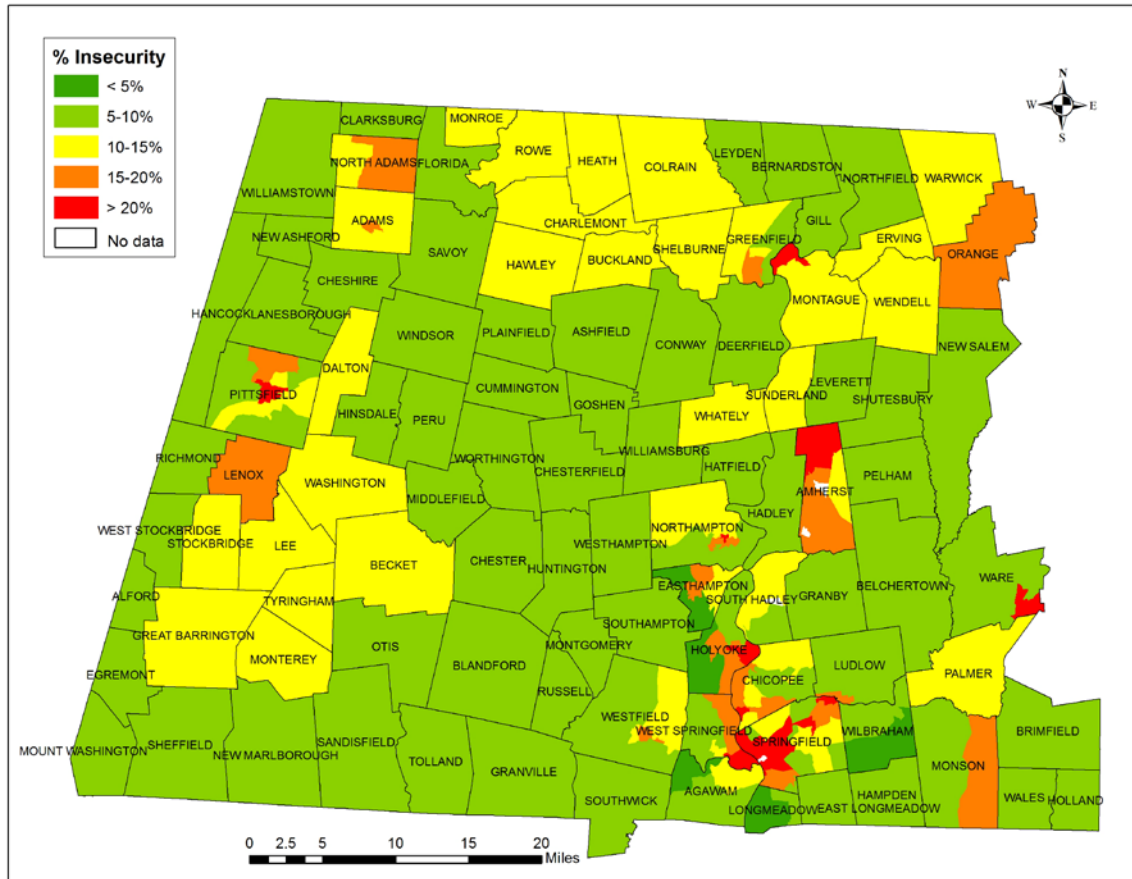 % Insecurity
< 5%
5-10%
10-15%
15-20%
> 20%
No data
N
W E
S
MONROE
CLARKSBURG
ROWE
HEATH
COLRAIN
LEYDEN
BERNARDSTON
NORTH ADAMS
FLORIDA
NORTHFIELD
WARWICK
WILLIAMSTOWN
ADAMS
CHARLEMONT
GILL
NEW ASHFORD
SAVOY
SHELBURNE
GREENFIELD
ERVING
HAWLEY
BUCKLAND
ORANGE
CHESHIRE
MONTAGUE
WENDELL
HANCOCK
LANESBOROUGH
WINDSOR
PLAINFIELD
ASHFIELD
CONWAY
DEERFIELD
NEW SALEM
DALTON
PITTSFIELD
CUMMINGTON
SUNDERLAND
LEVERETT
SHUTESBURY
HINSDALE
PERU
GOSHEN
WHATELY
RICHMOND
LENOX
WORTHINGTON
CHESTERFIELD
WILLIAMSBURG
HATFIELD
PELHAM
WASHINGTON
MIDDLEFIELD
AMHERST
HADLEY
WEST STOCKBRIDGE
STOCKBRIDGE
LEE
NORTHAMPTON
WESTHAMPTON
BECKET
CHESTER
HUNTINGTON
EASTHAMPTON
SOUTH HADLEY
GRANBY
BELCHERTOWN
WARE
ALFORD
TYRINGHAM
SOUTHAMPTON
GREAT BARRINGTON
MONTEREY
OTIS
MONTGOMERY
HOLYOKE
LUDLOW
EGREMONT
BLANDFORD
RUSSELL
CHICOPEE
PALMER
WESTFIELD
WEST SPRINGFIELD
SPRINGFIELD
WILBRAHAM
BRIMFIELD
MOUNT WASHINGTON
SHEFFIELD
NEW MARLBOROUGH
SANDISFIELD
TOLLAND
GRANVILLE
MONSON
SOUTHWICK
AGAWAM
LONGMEADOW
HAMPDEN
EAST LONGMEADOW
WALES
HOLLAND
0 2.5 5 10 15 20
Miles